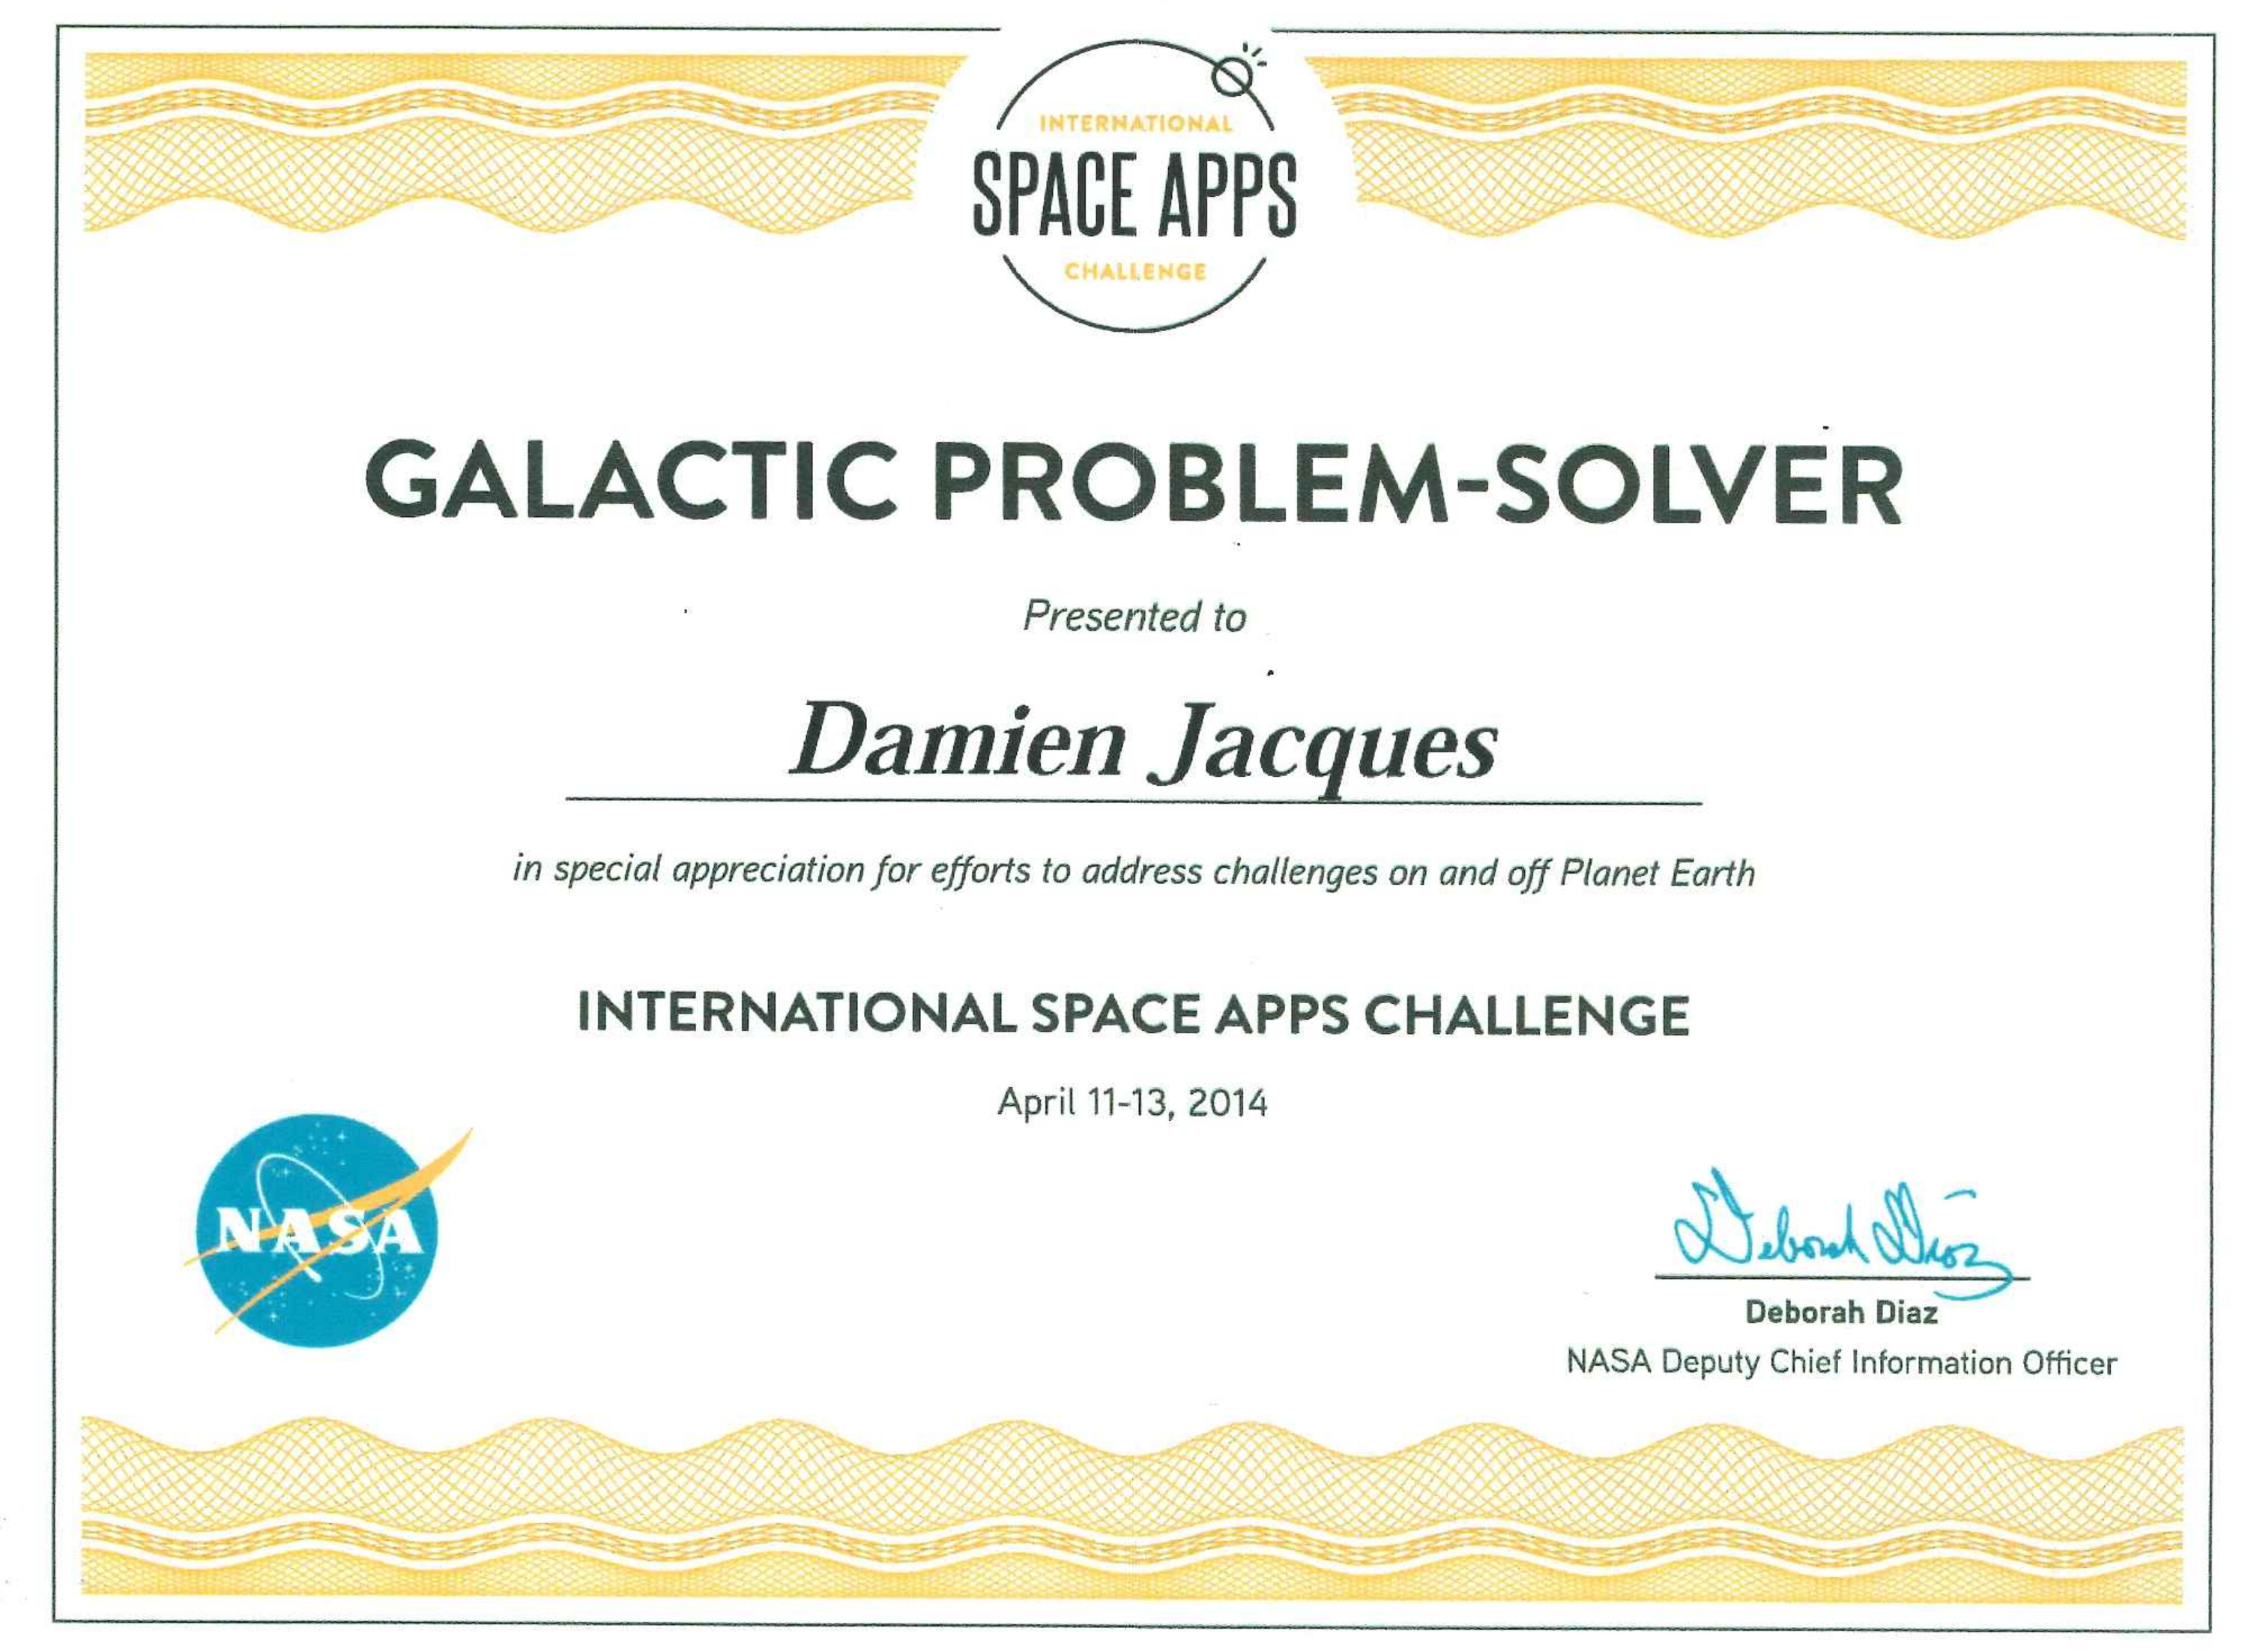 INTERNATIONAL
SPACE APPS
CHALLENGE
GALACTIC PROBLEM-SOLVER
Presented to
Damien Jacques
in special appreciation for efforts to address challenges on and off Planet Earth
INTERNATIONAL SPACE APPS CHALLENGE
April 11-13, 2014
NASA
Deborah Diaz
Deborah Diaz
NASA Deputy Chief Information Officer